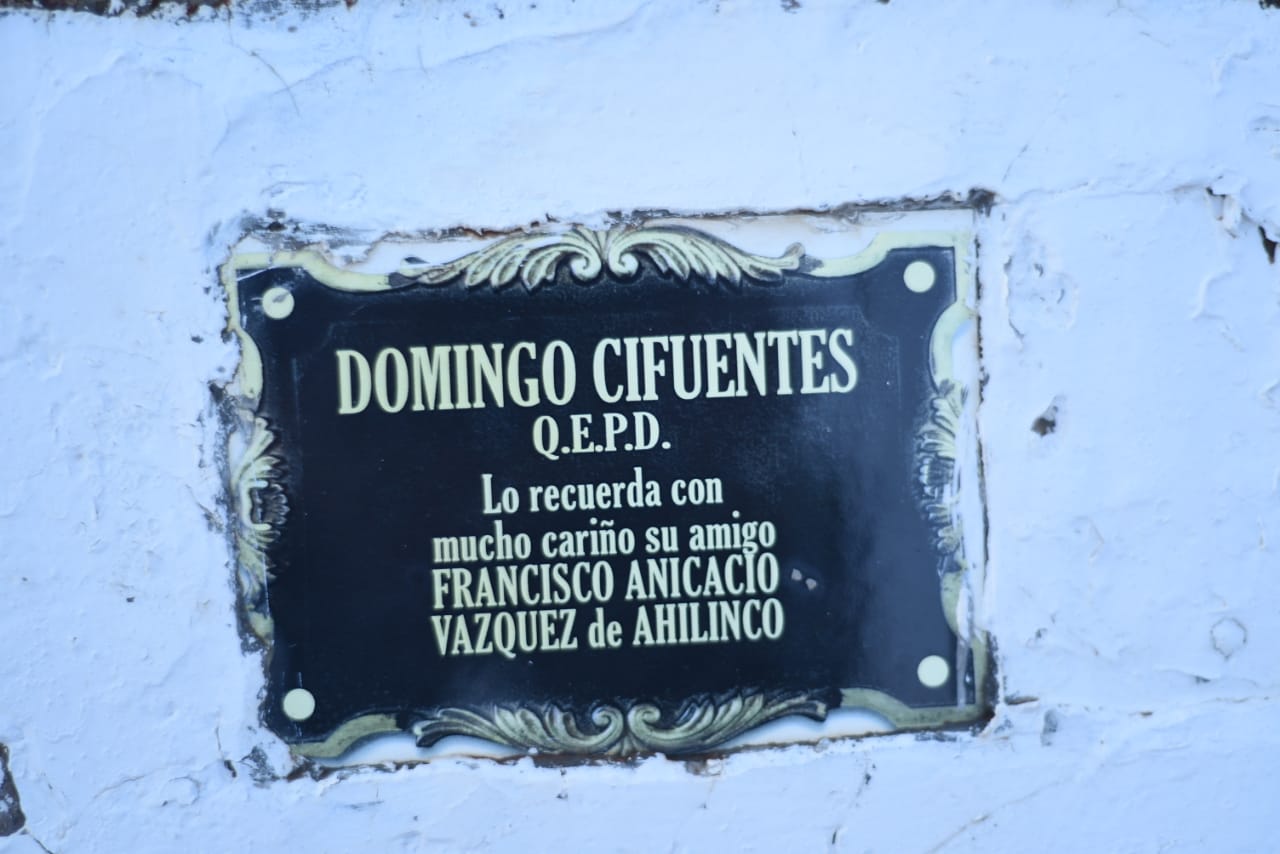 DOMINGO CIFUENTES
Q.E.P.D.
Lo recuerda con
mucho cariño su amigo
FRANCISCO ANICACIO
VAZQUEZ de AHILINCO